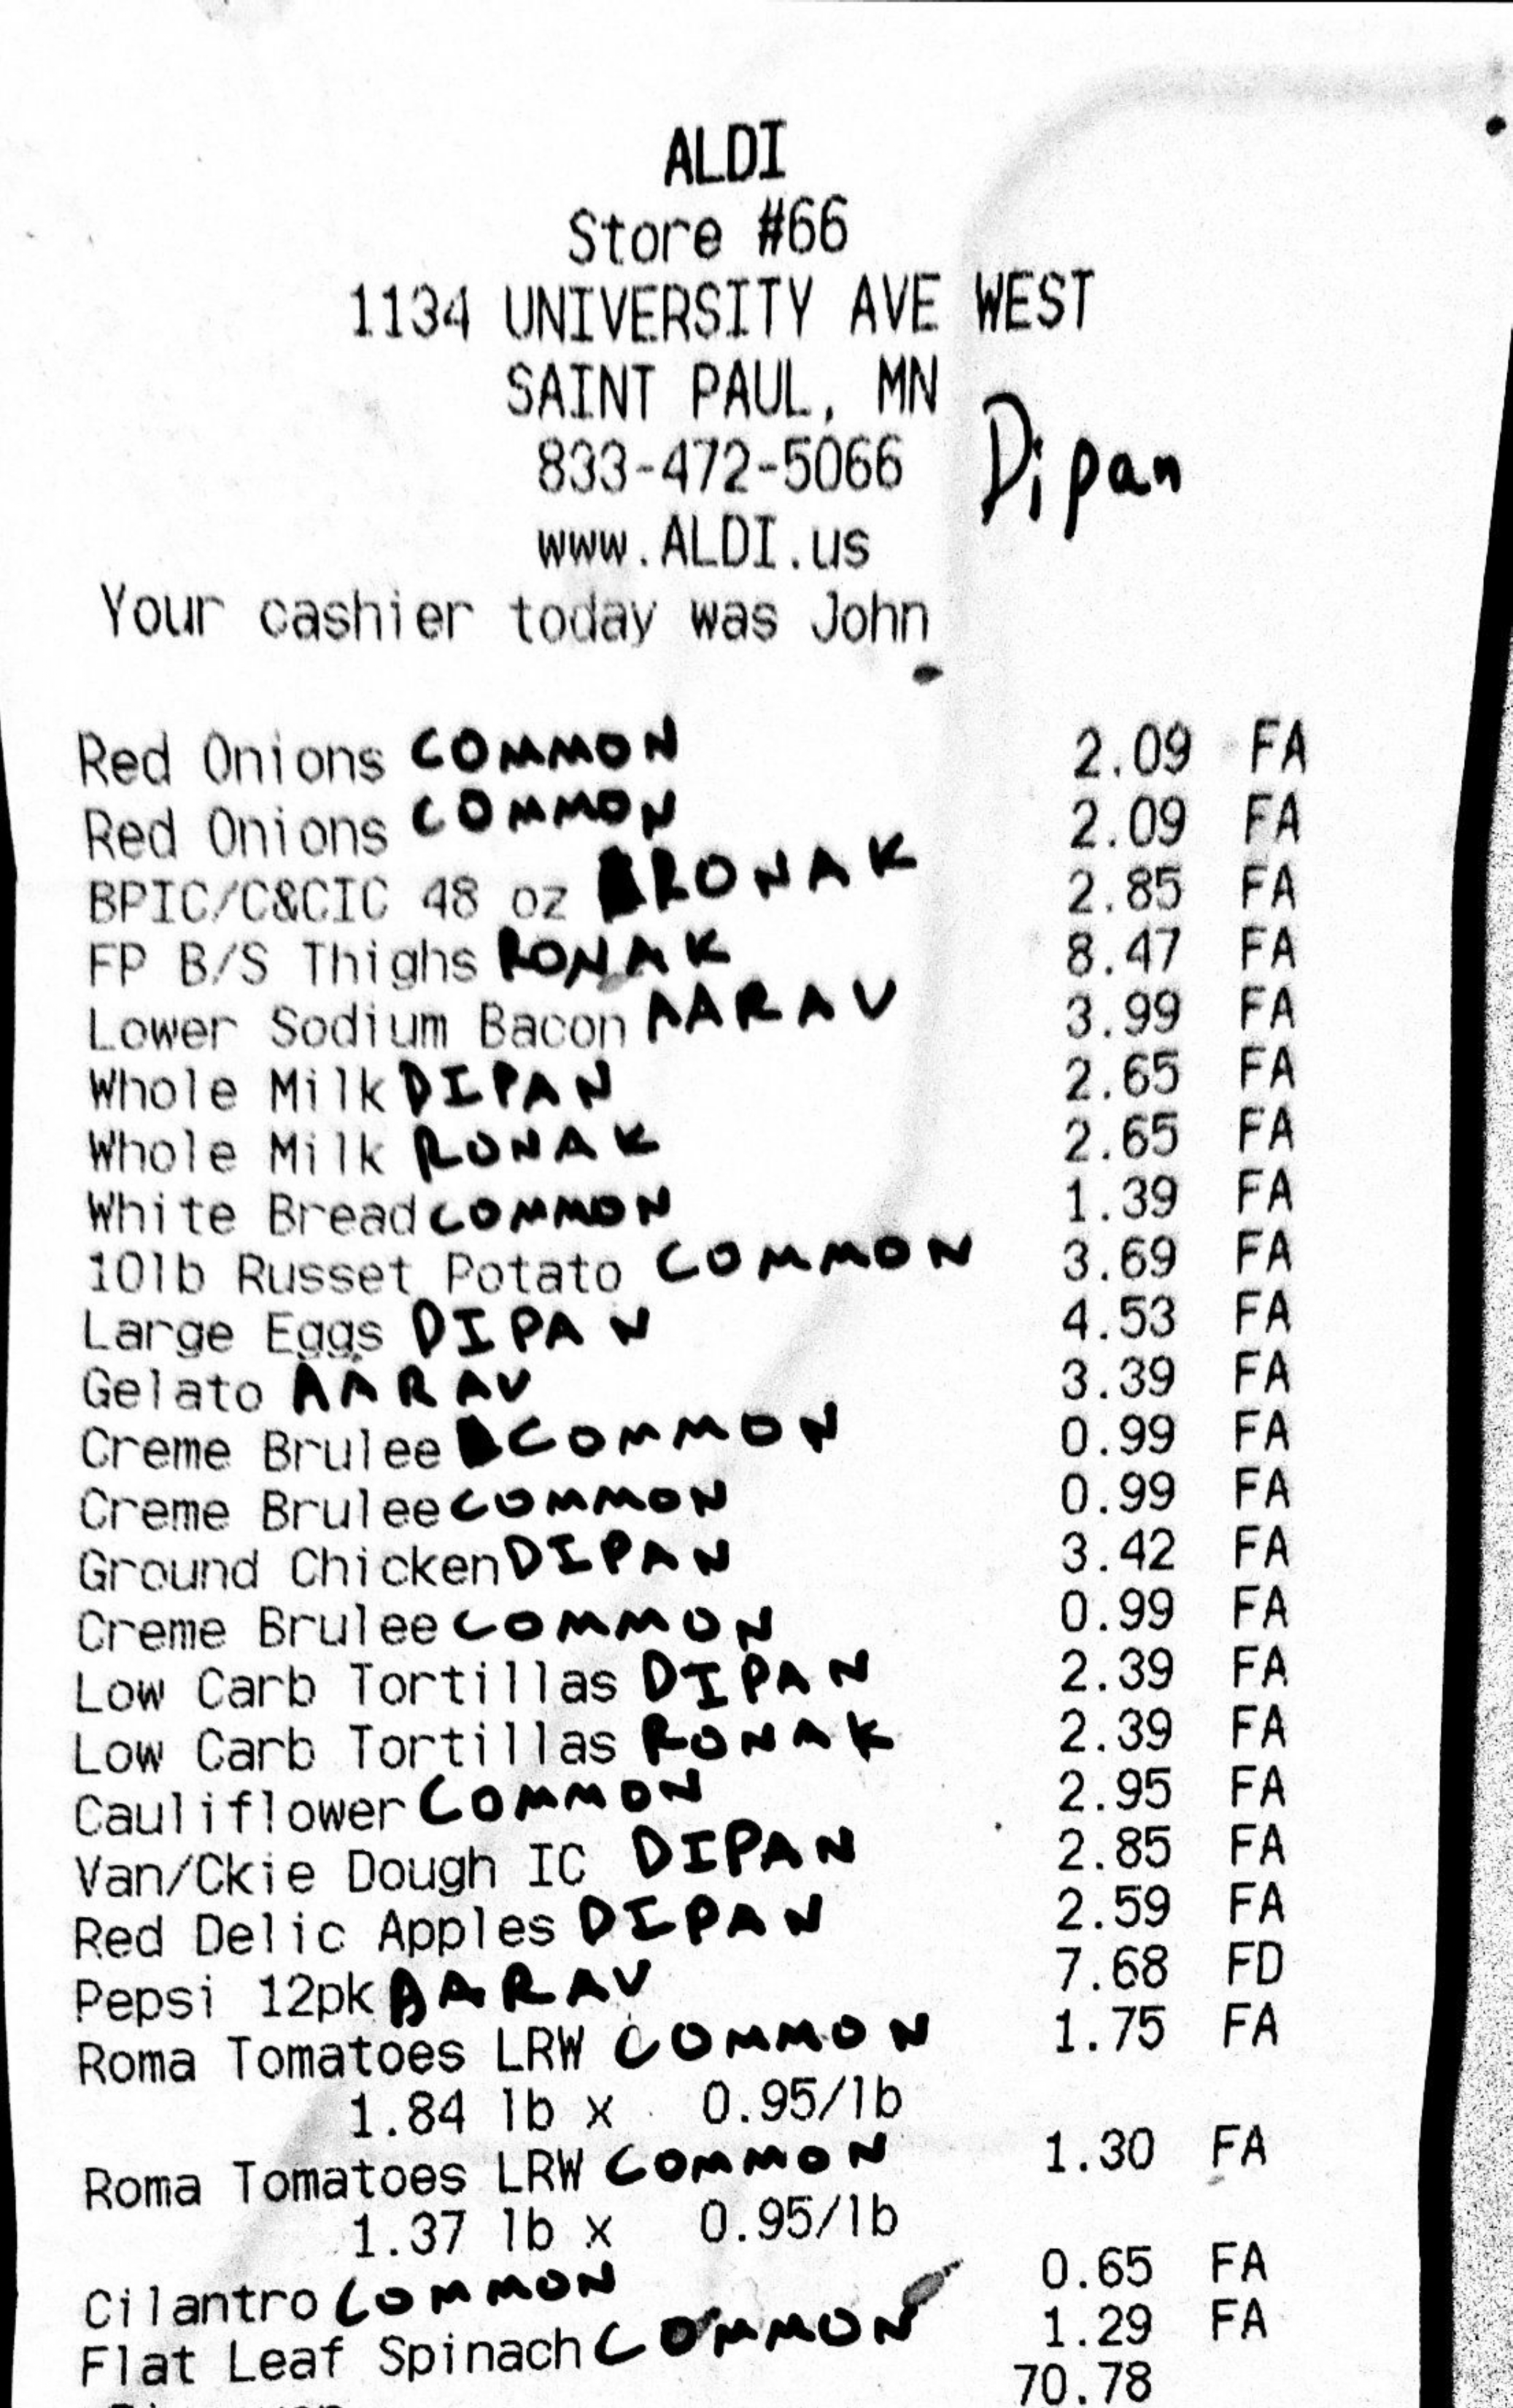 ALDI
Store #66
1134 UNIVERSITY AVE WEST
SAINT PAUL, MN
833-472-5066 Dipan
www.ALDI.us
Your cashier today was John
Red Onions COMMON 2.09 FA
Red Onions COMMON 2.09 FA
BPIC/C&CIC 48 oz RONAK 2.85 FA
FP B/S Thighs RONAK 8.47 FA
Lower Sodium Bacon AARAV 3.99 FA
Whole Milk DIPAN 2.65 FA
Whole Milk RONAK 2.65 FA
White Bread COMMON 1.39 FA
10lb Russet Potato COMMON 3.69 FA
Large Eggs DIPAN 4.53 FA
Gelato AARAV 3.39 FA
Creme Brulee COMMON 0.99 FA
Creme Brulee COMMON 0.99 FA
Ground Chicken DIPAN 3.42 FA
Creme Brulee COMMON 0.99 FA
Low Carb Tortillas DIPAN 2.39 FA
Low Carb Tortillas RONAK 2.39 FA
Cauliflower COMMON 2.95 FA
Van/Ckie Dough IC DIPAN 2.85 FA
Red Delic Apples DIPAN 2.59 FA
Pepsi 12pk AARAV 7.68 FD
Roma Tomatoes LRW COMMON 1.75 FA
1.84 lb x 0.95/lb
Roma Tomatoes LRW COMMON 1.30 FA
1.37 lb x 0.95/lb
Cilantro COMMON 0.65 FA
Flat Leaf Spinach COMMON 1.29 FA
70.78